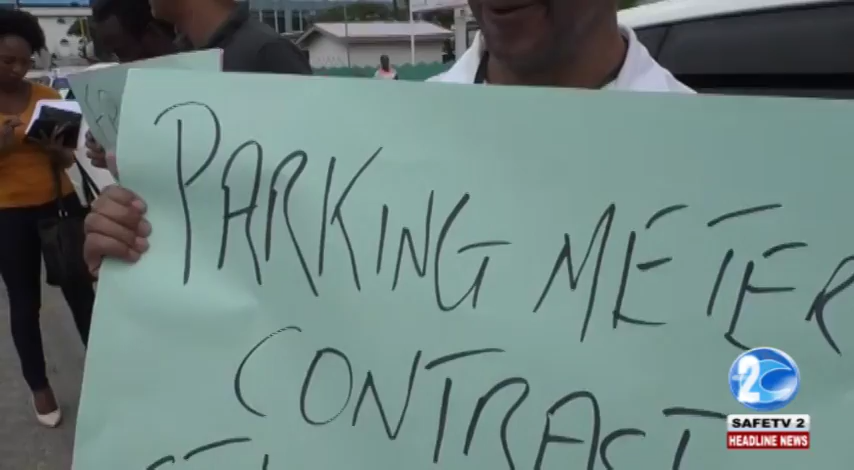 PARKING METER
CONTRACT
2
SAFETV 2
HEADLINE NEWS